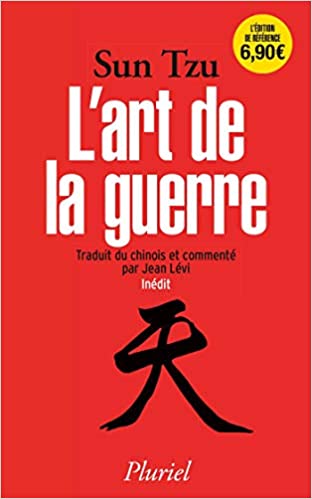 L'ÉDITION
DE RÉFÉRENCE
6,90€
Sun Tzu
L'art de
la guerre
Traduit du chinois et commenté
par Jean Lévi
Inédit
天
Pluriel